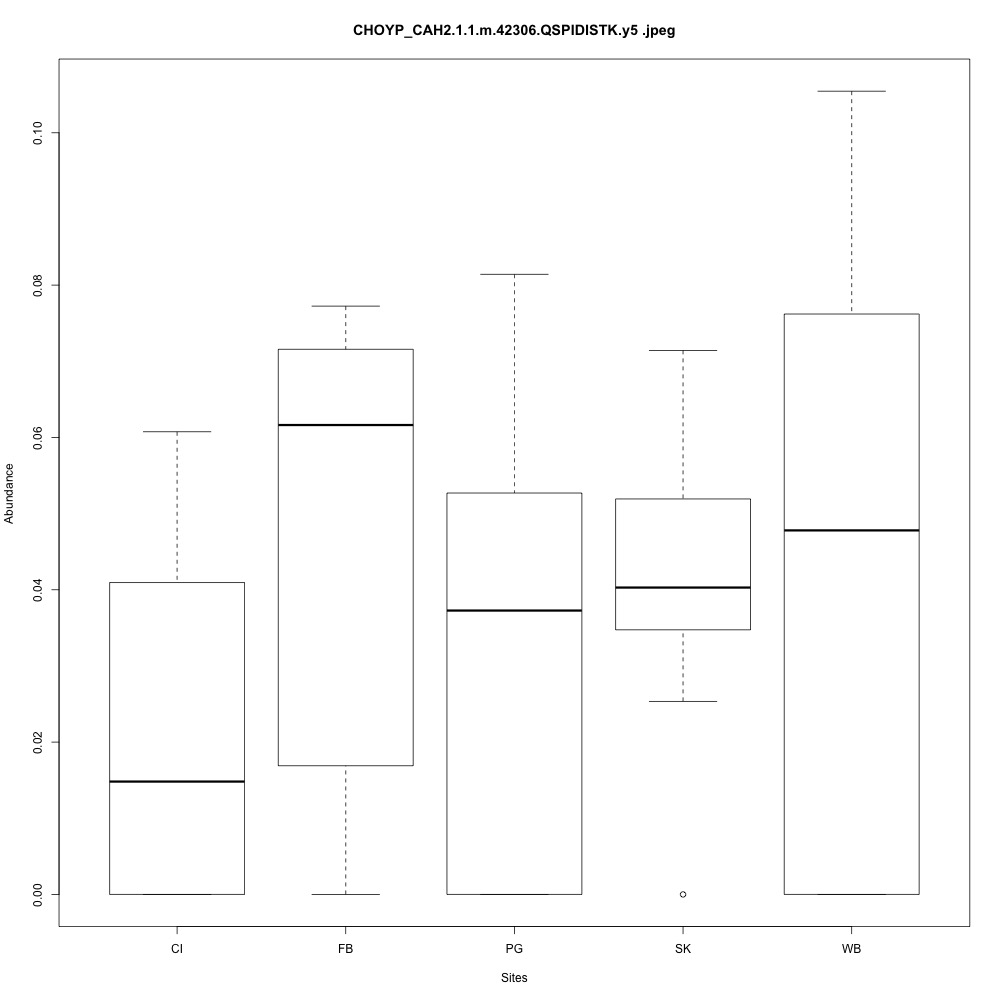 CHOYP_CAH2.1.1.m.42306.QSPIDISTK.y5 .jpeg
Abundance
0.10
0.08
0.06
0.04
0.02
0.00
CI FB PG SK WB
Sites